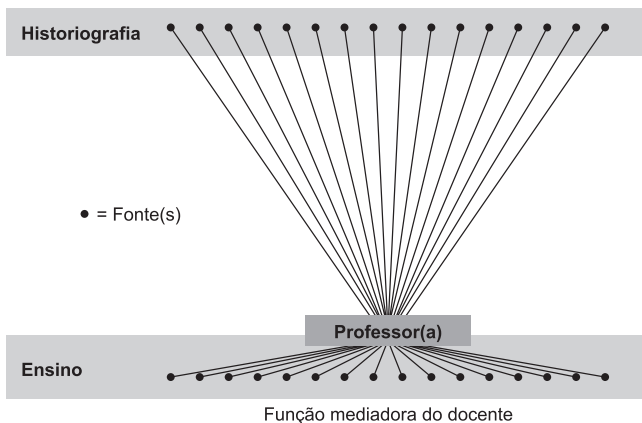 Historiografia
● = Fonte(s)
Professor(a)
Ensino
Função mediadora do docente